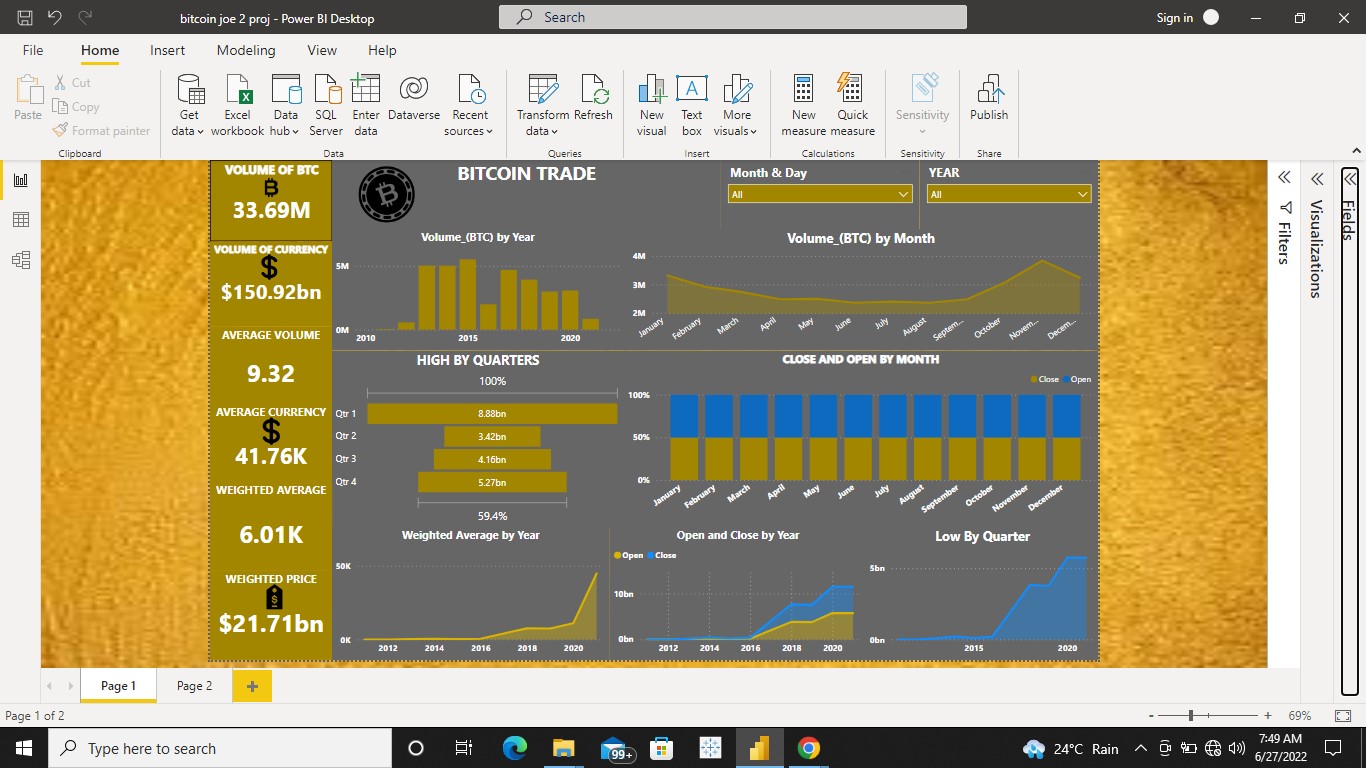 bitcoin joe 2 proj - Power BI Desktop
Search
Sign in
File Home Insert Modeling View Help
Paste
Cut
Copy
Format painter
Clipboard
Get data
Excel workbook
Data hub
SQL Server
Enter data
Dataverse
Recent sources
Data
Transform data
Refresh
Queries
New visual
Text box
More visuals
Insert
New measure
Quick measure
Calculations
Sensitivity
Sensitivity
Publish
Share
VOLUME OF BTC
33.69M
VOLUME OF CURRENCY
$
$150.92bn
AVERAGE VOLUME
9.32
AVERAGE CURRENCY
$
41.76K
WEIGHTED AVERAGE
6.01K
WEIGHTED PRICE
$
$21.71bn
BITCOIN TRADE
Month & Day
All
YEAR
All
Volume_(BTC) by Year
5M
0M
2010 2015 2020
Volume_(BTC) by Month
4M
3M
2M
January February March April May June July August Septem... October Novem... Decem...
HIGH BY QUARTERS
100%
Qtr 1 8.88bn
Qtr 2 3.42bn
Qtr 3 4.16bn
Qtr 4 5.27bn
59.4%
CLOSE AND OPEN BY MONTH
Close Open
100%
50%
0%
January February March April May June July August September October November December
Weighted Average by Year
50K
0K
2012 2014 2016 2018 2020
Open and Close by Year
Open Close
10bn
0bn
2012 2014 2016 2018 2020
Low By Quarter
5bn
0bn
2015 2020
Filters
Visualizations
Fields
Page 1 Page 2 +
Page 1 of 2
- + 69%
Type here to search
99+
24°C Rain
7:49 AM
6/27/2022